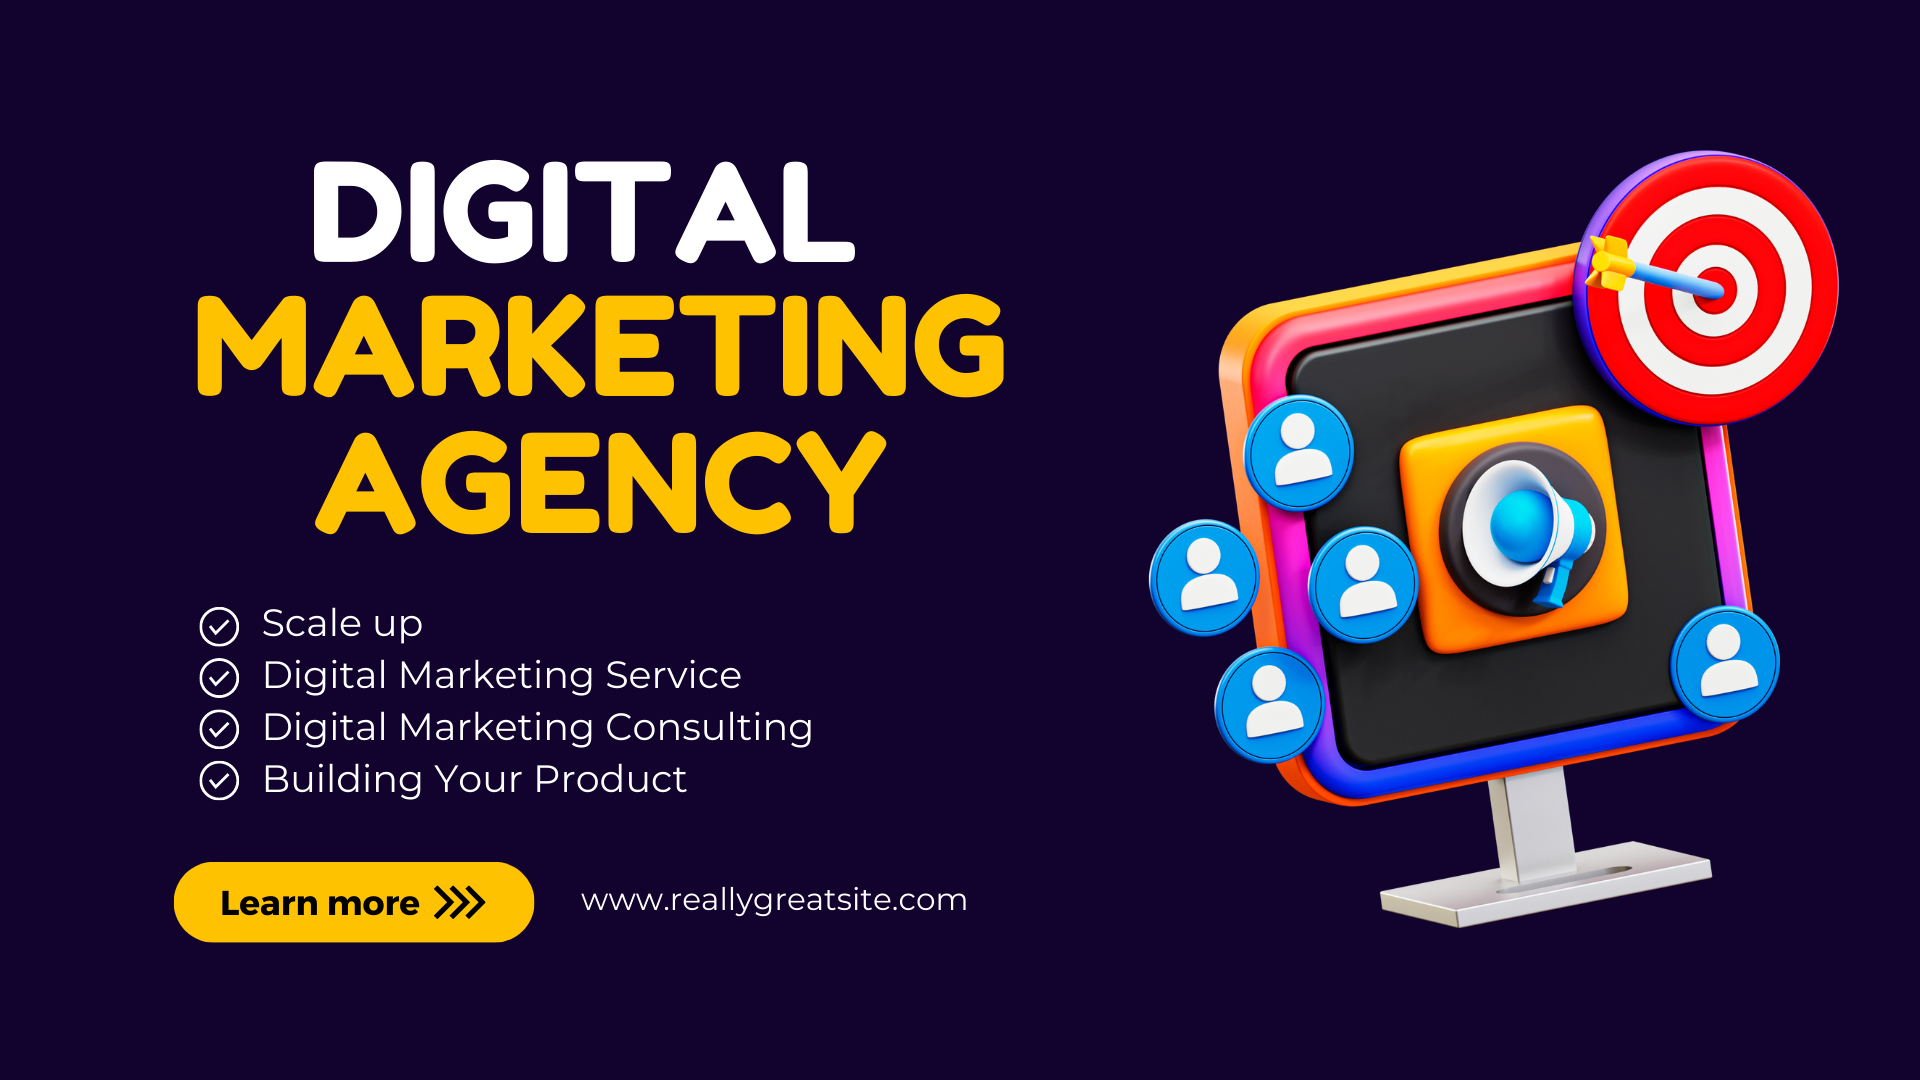 DIGITAL
MARKETING
AGENCY
Scale up
Digital Marketing Service
Digital Marketing Consulting
Building Your Product
Learn more
www.reallygreatsite.com